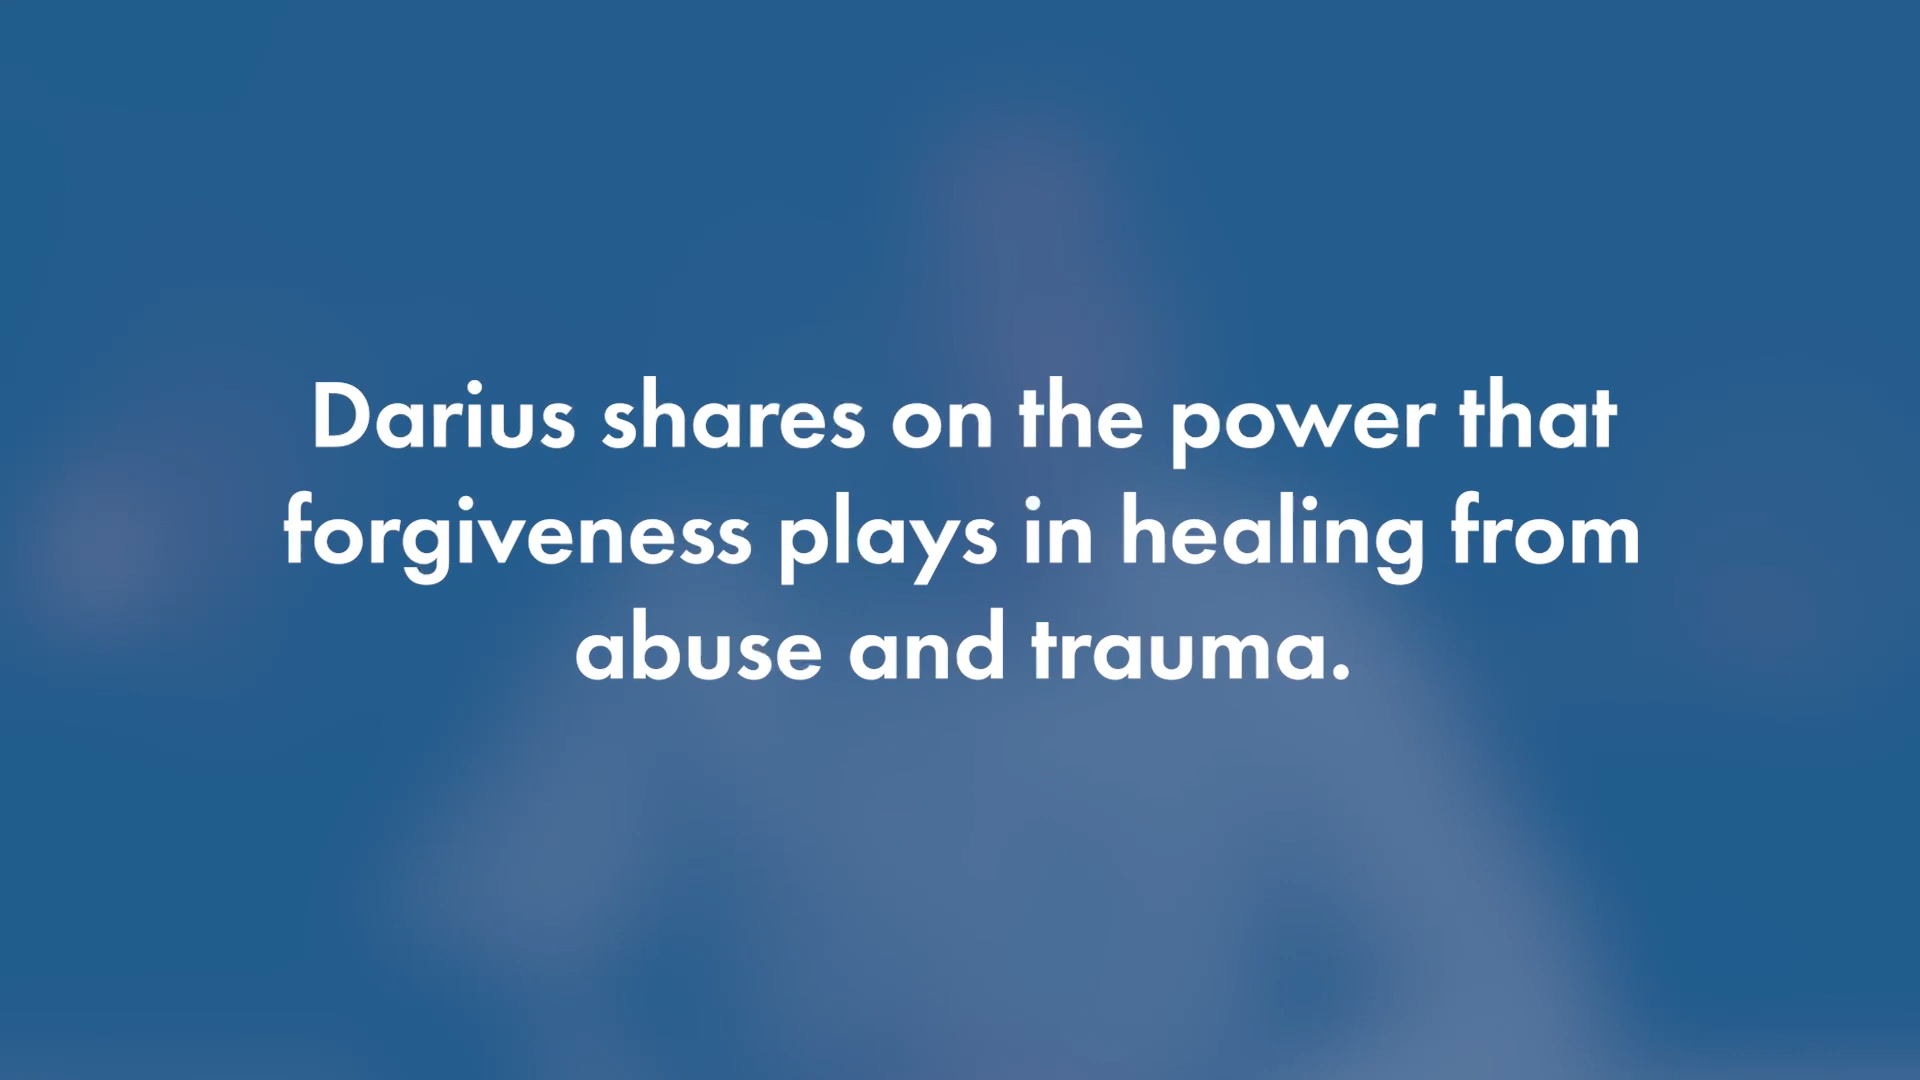 Darius shares on the power that
forgiveness plays in healing from
abuse and trauma.